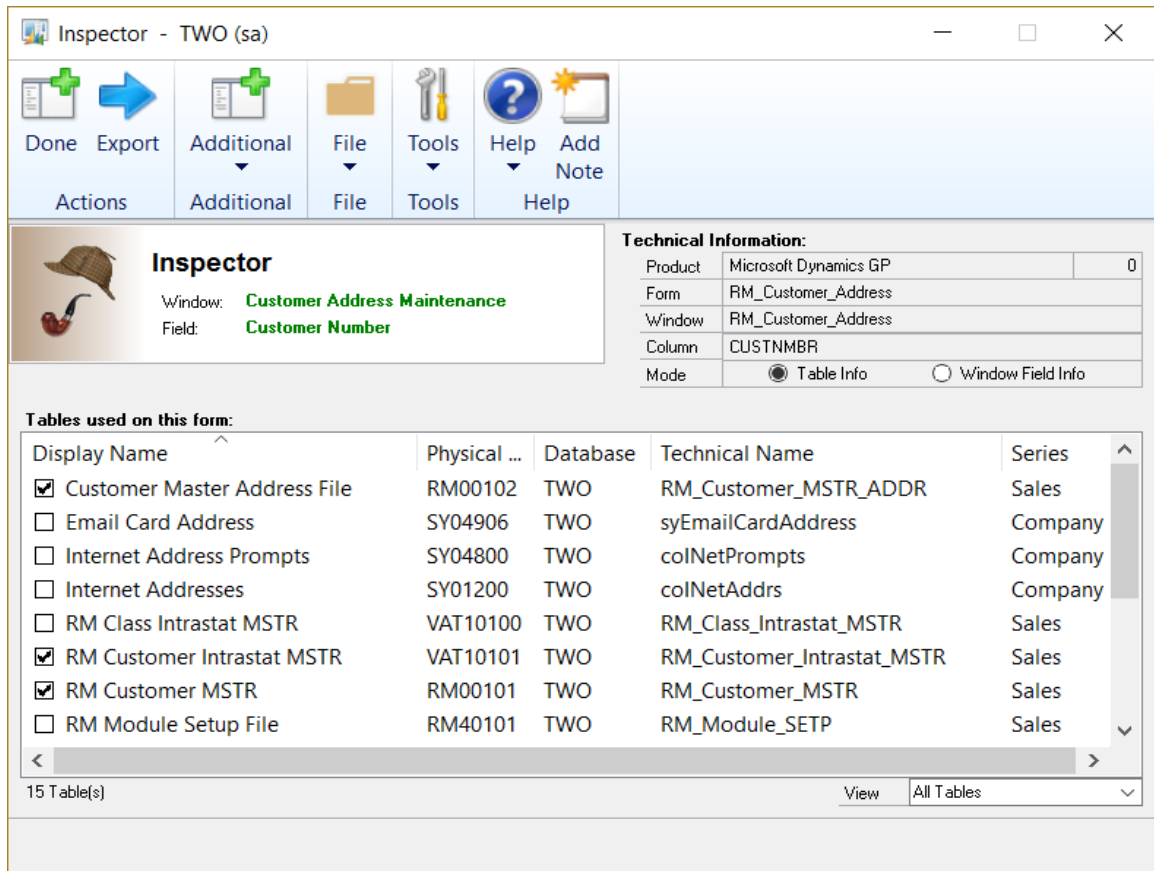 Inspector - TWO (sa)
Done Export Additional File Tools Help Add Note
Actions Additional File Tools Help
Inspector
Window: Customer Address Maintenance
Field: Customer Number
Technical Information:
Product Microsoft Dynamics GP 0
Form RM_Customer_Address
Window RM_Customer_Address
Column CUSTNMBR
Mode Table Info Window Field Info
Tables used on this form:
Display Name Physical ... Database Technical Name Series
Customer Master Address File RM00102 TWO RM_Customer_MSTR_ADDR Sales
Email Card Address SY04906 TWO syEmailCardAddress Company
Internet Address Prompts SY04800 TWO coINetPrompts Company
Internet Addresses SY01200 TWO coINetAddrs Company
RM Class Intrastat MSTR VAT10100 TWO RM_Class_Intrastat_MSTR Sales
RM Customer Intrastat MSTR VAT10101 TWO RM_Customer_Intrastat_MSTR Sales
RM Customer MSTR RM00101 TWO RM_Customer_MSTR Sales
RM Module Setup File RM40101 TWO RM_Module_SETP Sales
15 Table(s) View All Tables